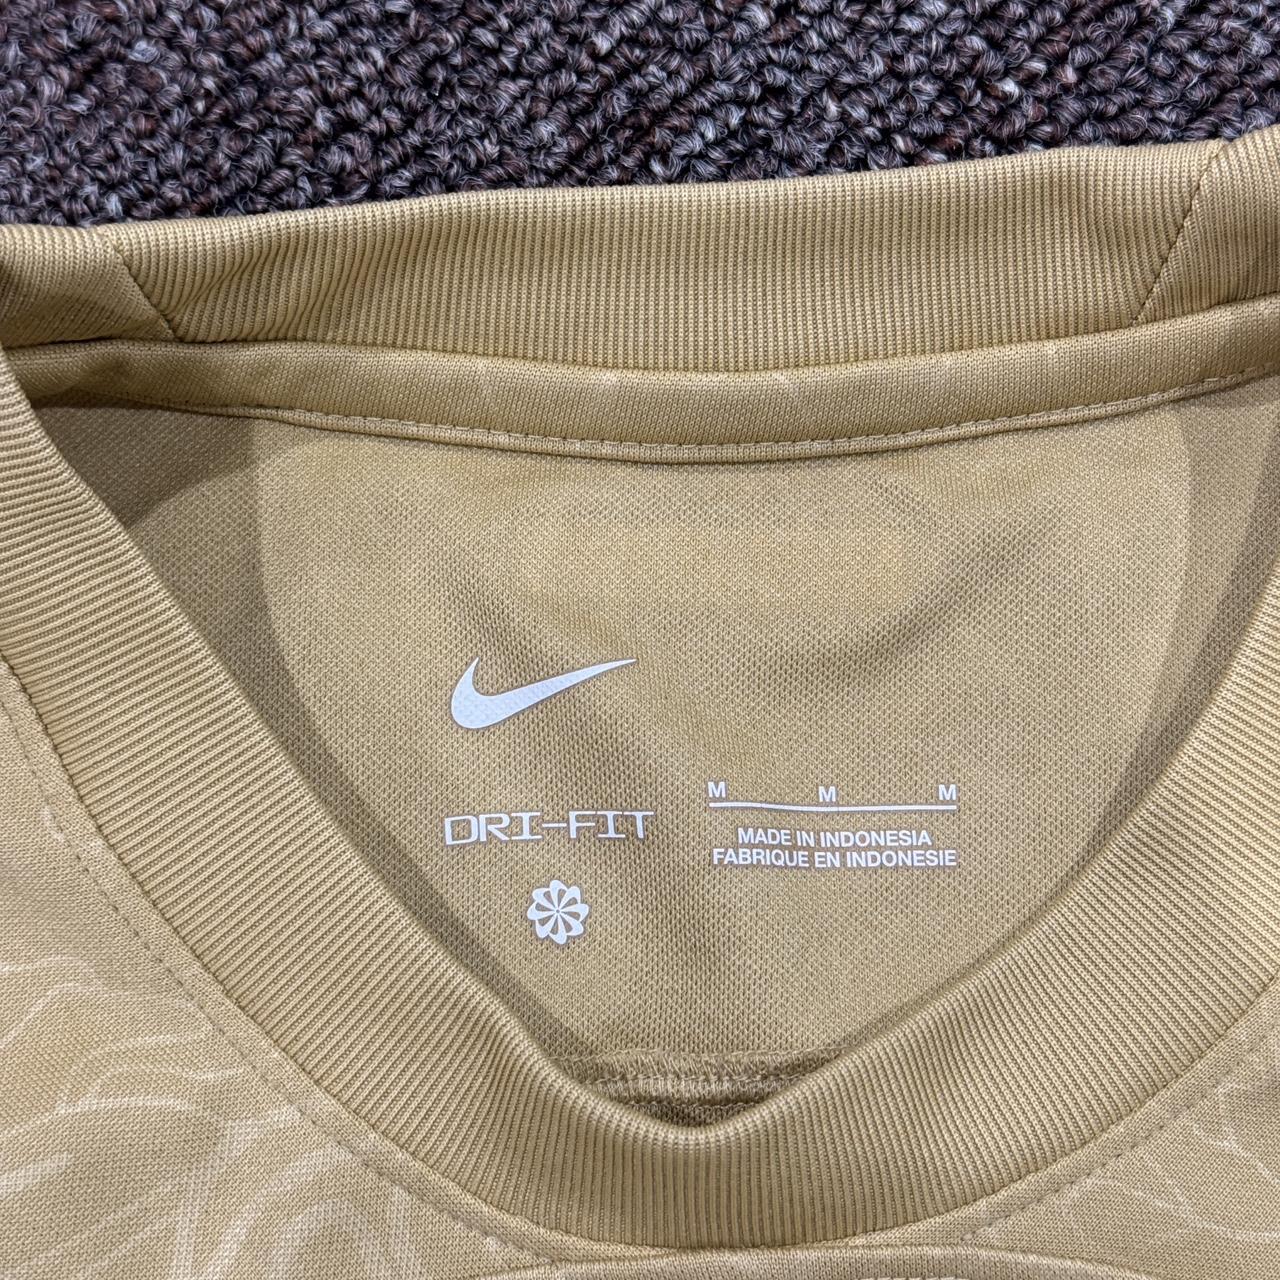 DRI-FIT
M M M
MADE IN INDONESIA
FABRIQUE EN INDONESIE